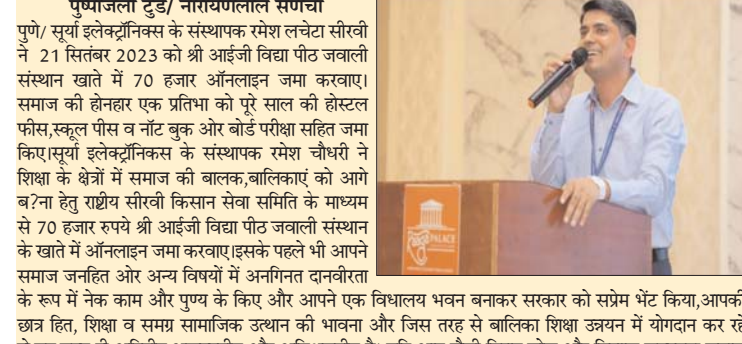 पुष्पांजली टुडे/ नारायणलाल सेणचा
पुणे/ सूर्या इलेक्ट्रॉनिक्स के संस्थापक रमेश लचेटा सीरवी
ने 21 सितंबर 2023 को श्री आईजी विद्या पीठ जवाली
संस्थान खाते में 70 हजार ऑनलाइन जमा करवाए।
समाज की होनहार एक प्रतिभा को पूरे साल की होस्टल
फीस,स्कूल पीस व नॉट बुक ओर बोर्ड परीक्षा सहित जमा
किए।सूर्या इलेक्ट्रॉनिकस के संस्थापक रमेश चौधरी ने
शिक्षा के क्षेत्रों में समाज की बालक,बालिकाएं को आगे
ब?ना हेतु राष्ट्रीय सीरवी किसान सेवा समिति के माध्यम
से 70 हजार रुपये श्री आईजी विद्या पीठ जवाली संस्थान
के खाते में ऑनलाइन जमा करवाए।इसके पहले भी आपने
समाज जनहित ओर अन्य विषयों में अनगिनत दानवीरता
के रूप में नेक काम और पुण्य के किए और आपने एक विधालय भवन बनाकर सरकार को सप्रेम भेंट किया,आपकी
छात्र हित, शिक्षा व समग्र सामाजिक उत्थान की भावना और जिस तरह से बालिका शिक्षा उन्नयन में योगदान कर रहे
PALACE